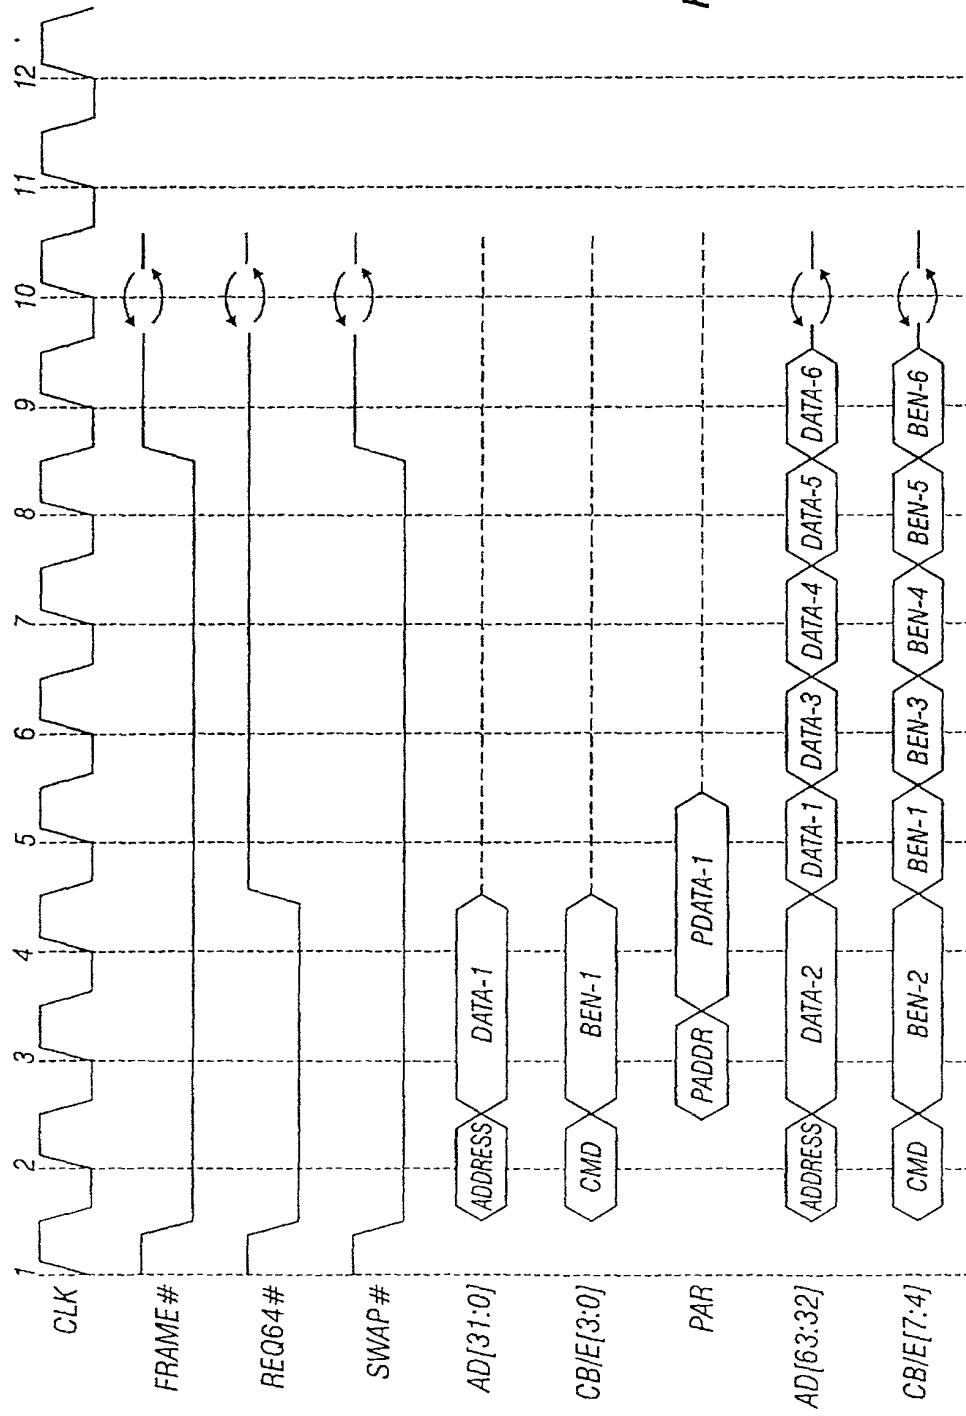 1 2 3 4 5 6 7 8 9 10 11 12
CLK
FRAME#
REQ64#
SWAP#
AD[31:0] ADDRESS DATA-1
CB/E[3:0] CMD BEN-1
PAR PADDR PDATA-1
AD[63:32] ADDRESS DATA-2 DATA-1 DATA-3 DATA-4 DATA-5 DATA-6
CB/E[7:4] CMD BEN-2 BEN-1 BEN-3 BEN-4 BEN-5 BEN-6